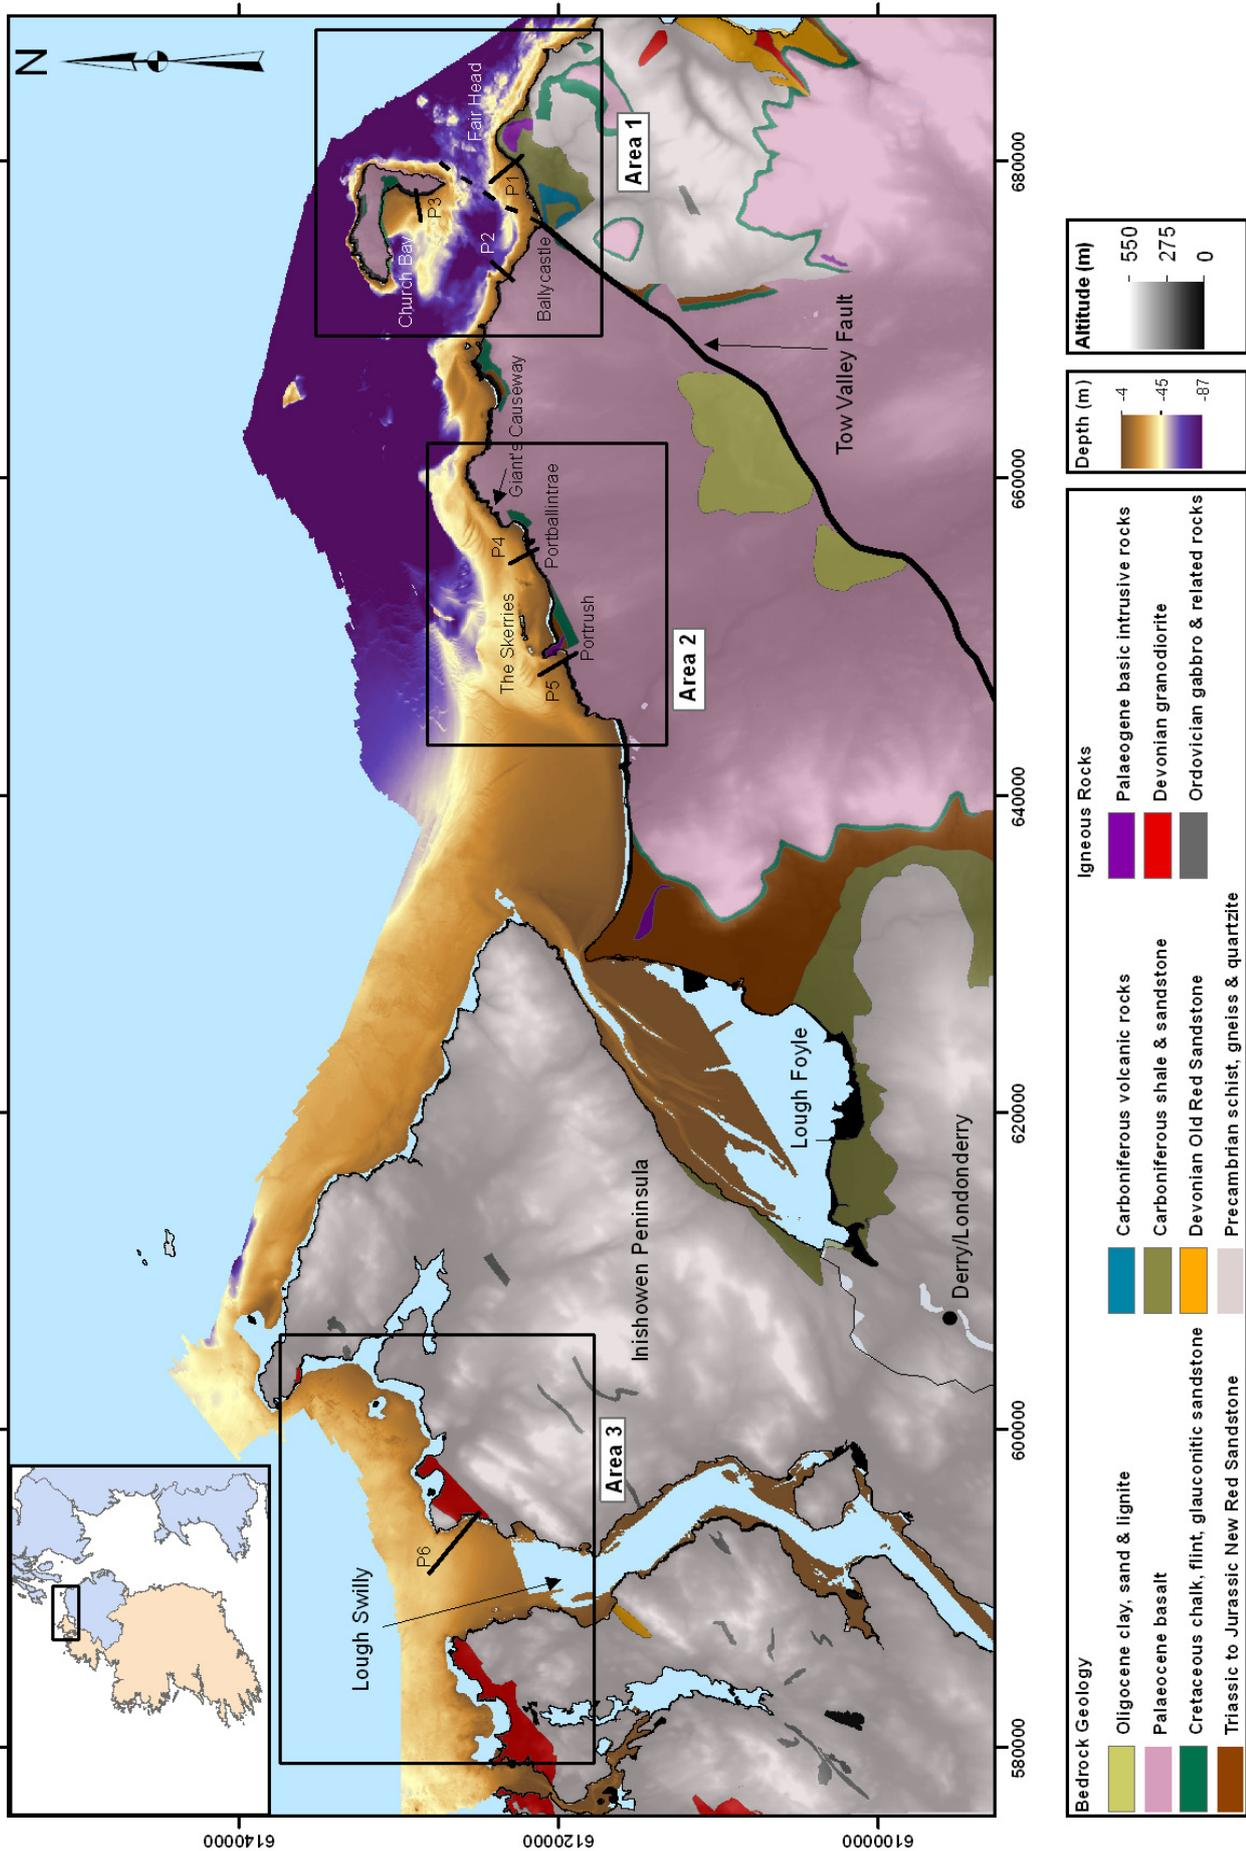 N
Lough Swilly
P6
Area 3
Inishowen Peninsula
Derry/Londonderry
Lough Foyle
P5
The Skerries
Portrush
P4
Portballintrae
Giant's Causeway
Area 2
Tow Valley Fault
Church Bay
P3
P2
P1
Fair Head
Ballycastle
Area 1
6140000
6120000
6100000
580000
600000
620000
640000
660000
680000
Bedrock Geology
Oligocene clay, sand & lignite
Palaeocene basalt
Cretaceous chalk, flint, glauconitic sandstone
Triassic to Jurassic New Red Sandstone
Carboniferous volcanic rocks
Carboniferous shale & sandstone
Devonian Old Red Sandstone
Precambrian schist, gneiss & quartzite
Igneous Rocks
Palaeogene basic intrusive rocks
Devonian granodiorite
Ordovician gabbro & related rocks
Depth (m)
-4
-45
-87
Altitude (m)
550
275
0